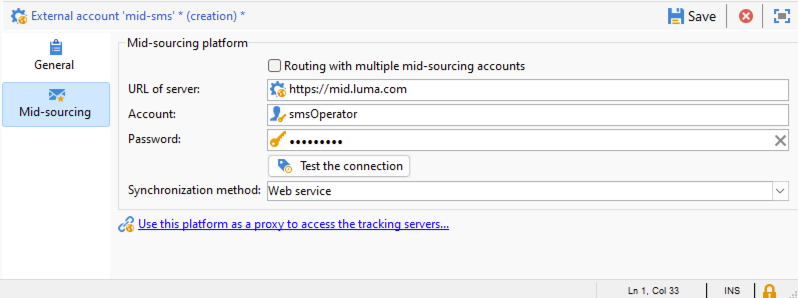 External account 'mid-sms' * (creation) *
Save
General
Mid-sourcing
Mid-sourcing platform
Routing with multiple mid-sourcing accounts
URL of server: https://mid.luma.com
Account: smsOperator
Password: •••••••••
Test the connection
Synchronization method: Web service
Use this platform as a proxy to access the tracking servers...
Ln 1, Col 33 INS